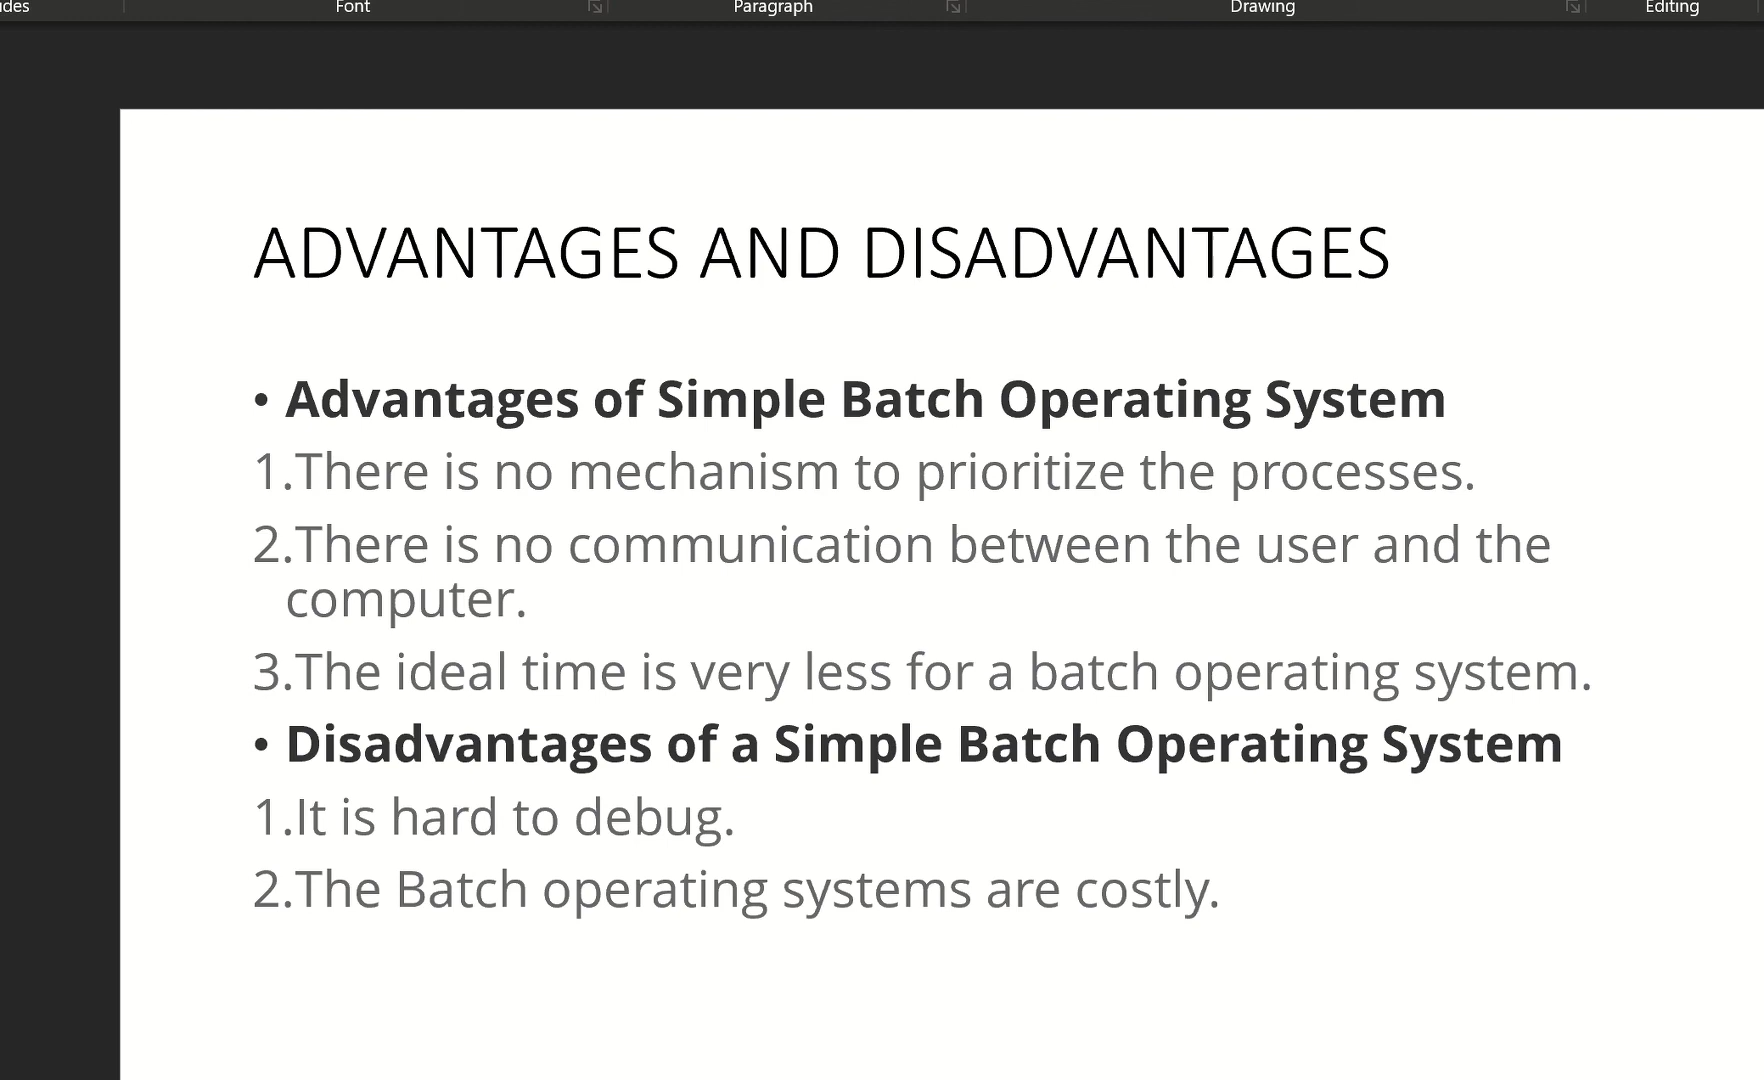 Font Paragraph Drawing Editing
ADVANTAGES AND DISADVANTAGES
• Advantages of Simple Batch Operating System
1.There is no mechanism to prioritize the processes.
2.There is no communication between the user and the
computer.
3.The ideal time is very less for a batch operating system.
• Disadvantages of a Simple Batch Operating System
1.It is hard to debug.
2.The Batch operating systems are costly.